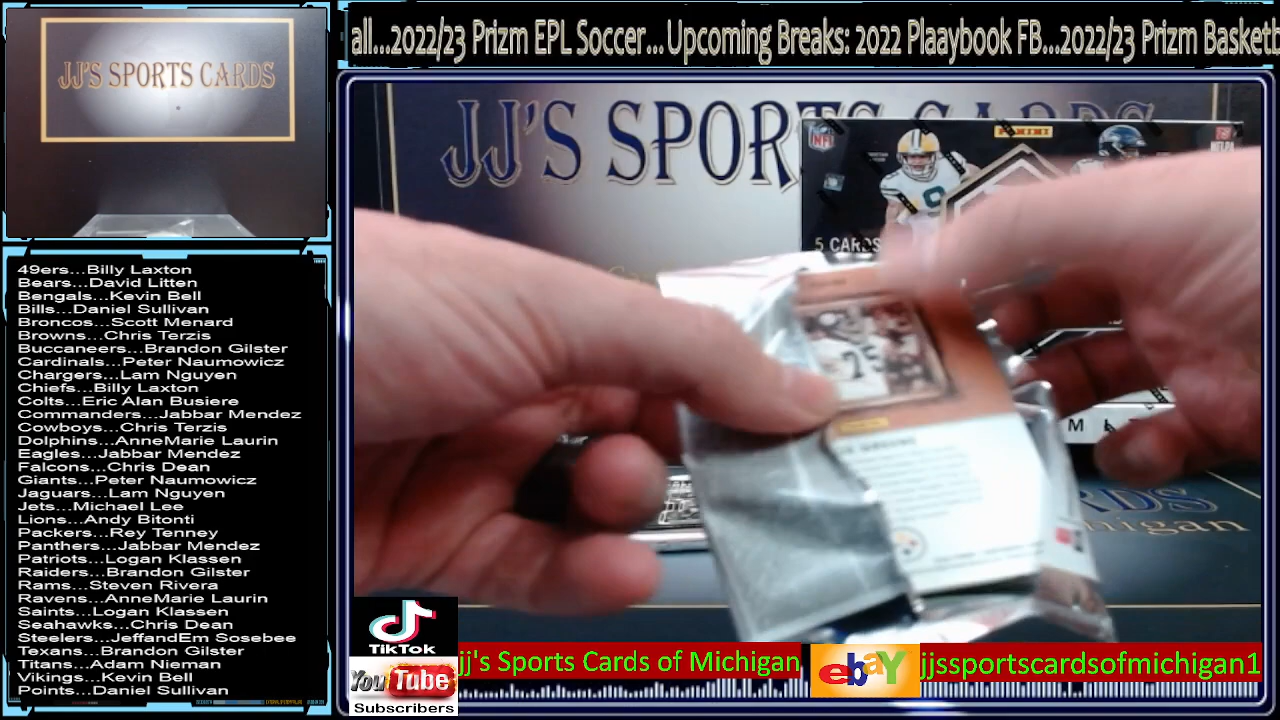 JJ'S SPORTS CARDS
all...2022/23 Prizm EPL Soccer...Upcoming Breaks: 2022 Plaaybook FB...2022/23 Prizm Basketb
49ers...Billy Laxton
Bears...David Litten
Bengals...Kevin Bell
Bills...Daniel Sullivan
Broncos...Scott Menard
Browns...Chris Terzis
Buccaneers...Brandon Gilster
Cardinals...Peter Naumowicz
Chargers...Lam Nguyen
Chiefs...Billy Laxton
Colts...Eric Alan Busiere
Commanders...Jabbar Mendez
Cowboys...Chris Terzis
Dolphins...AnneMarie Laurin
Eagles...Jabbar Mendez
Falcons...Chris Dean
Giants...Peter Naumowicz
Jaguars...Lam Nguyen
Jets...Michael Lee
Lions...Andy Bitonti
Packers...Rey Tenney
Panthers...Jabbar Mendez
Patriots...Logan Klassen
Raiders...Brandon Gilster
Rams...Steven Rivera
Ravens...AnneMarie Laurin
Saints...Logan Klassen
Seahawks...Chris Dean
Steelers...JeffandEm Sosebee
Texans...Brandon Gilster
Titans...Adam Nieman
Vikings...Kevin Bell
Points...Daniel Sullivan
JJ'S SPORTS CARDS
NFL
PANINI
5 CARDS
75
TikTok
YouTube
Subscribers
jj's Sports Cards of Michigan
ebay
jjssportscardsofmichigan1